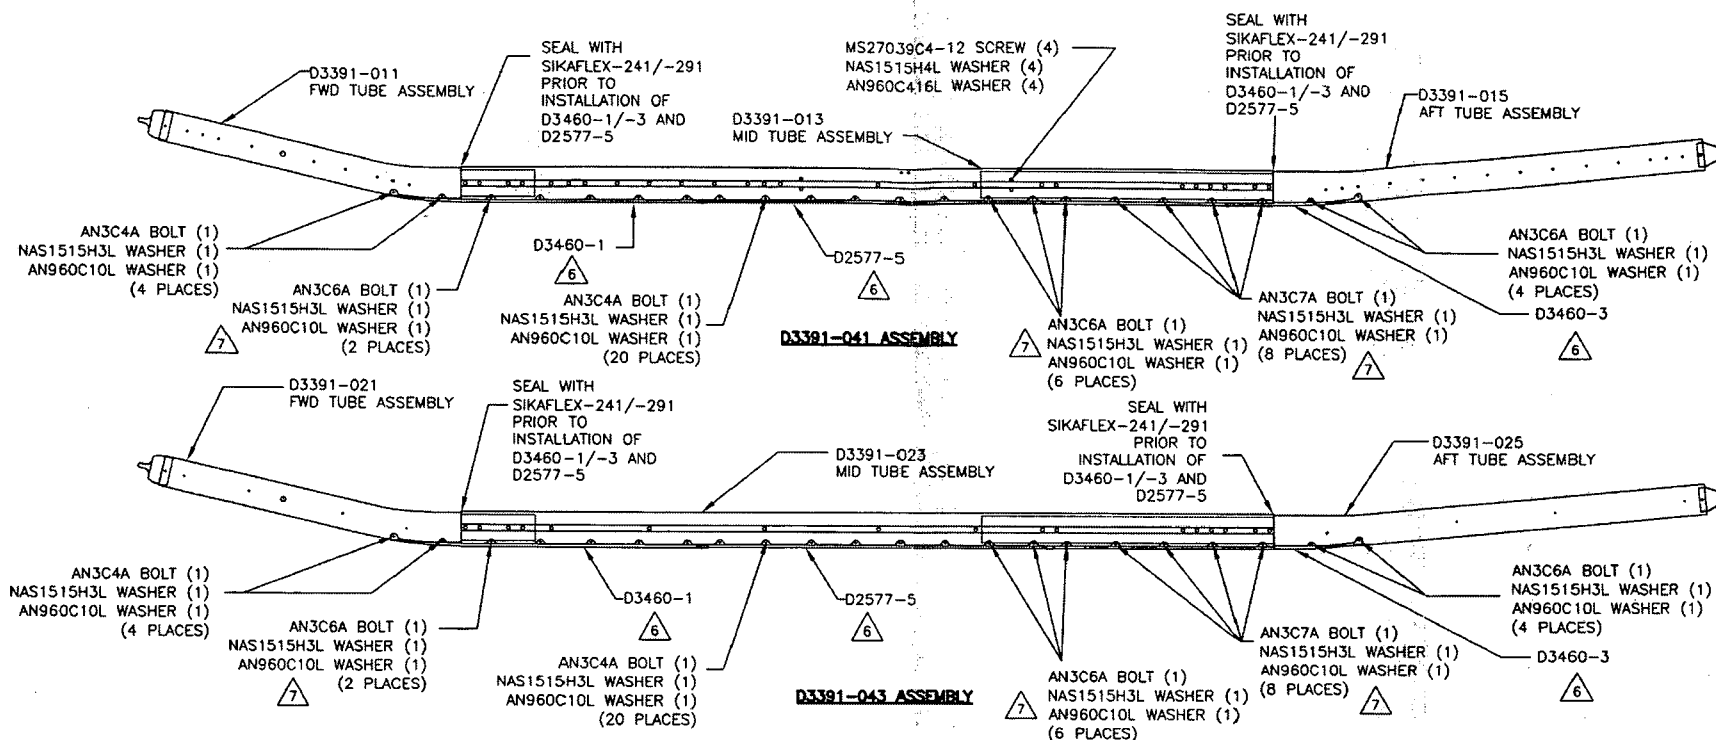 D3391-011
FWD TUBE ASSEMBLY
SEAL WITH
SIKAFLEX-241/-291
PRIOR TO
INSTALLATION OF
D3460-1/-3 AND
D2577-5
D3391-013
MID TUBE ASSEMBLY
MS27039C4-12 SCREW (4)
NAS1515H4L WASHER (4)
AN960C416L WASHER (4)
SEAL WITH
SIKAFLEX-241/-291
PRIOR TO
INSTALLATION OF
D3460-1/-3 AND
D2577-5
D3391-015
AFT TUBE ASSEMBLY
AN3C4A BOLT (1)
NAS1515H3L WASHER (1)
AN960C10L WASHER (1)
(4 PLACES)
AN3C6A BOLT (1)
NAS1515H3L WASHER (1)
AN960C10L WASHER (1)
(2 PLACES)
7
D3460-1
6
AN3C4A BOLT (1)
NAS1515H3L WASHER (1)
AN960C10L WASHER (1)
(20 PLACES)
D2577-5
6
D3391-041 ASSEMBLY
7
AN3C6A BOLT (1)
NAS1515H3L WASHER (1)
AN960C10L WASHER (1)
(6 PLACES)
AN3C7A BOLT (1)
NAS1515H3L WASHER (1)
AN960C10L WASHER (1)
(8 PLACES)
7
AN3C6A BOLT (1)
NAS1515H3L WASHER (1)
AN960C10L WASHER (1)
(4 PLACES)
D3460-3
6
D3391-021
FWD TUBE ASSEMBLY
SEAL WITH
SIKAFLEX-241/-291
PRIOR TO
INSTALLATION OF
D3460-1/-3 AND
D2577-5
D3391-023
MID TUBE ASSEMBLY
SEAL WITH
SIKAFLEX-241/-291
PRIOR TO
INSTALLATION OF
D3460-1/-3 AND
D2577-5
D3391-025
AFT TUBE ASSEMBLY
AN3C4A BOLT (1)
NAS1515H3L WASHER (1)
AN960C10L WASHER (1)
(4 PLACES)
AN3C6A BOLT (1)
NAS1515H3L WASHER (1)
AN960C10L WASHER (1)
(2 PLACES)
7
D3460-1
6
AN3C4A BOLT (1)
NAS1515H3L WASHER (1)
AN960C10L WASHER (1)
(20 PLACES)
D2577-5
6
D3391-043 ASSEMBLY
7
AN3C6A BOLT (1)
NAS1515H3L WASHER (1)
AN960C10L WASHER (1)
(6 PLACES)
AN3C7A BOLT (1)
NAS1515H3L WASHER (1)
AN960C10L WASHER (1)
(8 PLACES)
7
AN3C6A BOLT (1)
NAS1515H3L WASHER (1)
AN960C10L WASHER (1)
(4 PLACES)
D3460-3
6